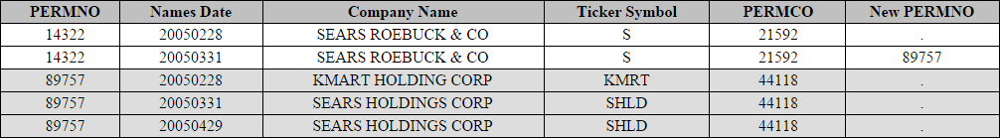 PERMNO Names Date Company Name Ticker Symbol PERMCO New PERMNO
14322 20050228 SEARS ROEBUCK & CO S 21592 .
14322 20050331 SEARS ROEBUCK & CO S 21592 89757
89757 20050228 KMART HOLDING CORP KMRT 44118 .
89757 20050331 SEARS HOLDINGS CORP SHLD 44118 .
89757 20050429 SEARS HOLDINGS CORP SHLD 44118 .